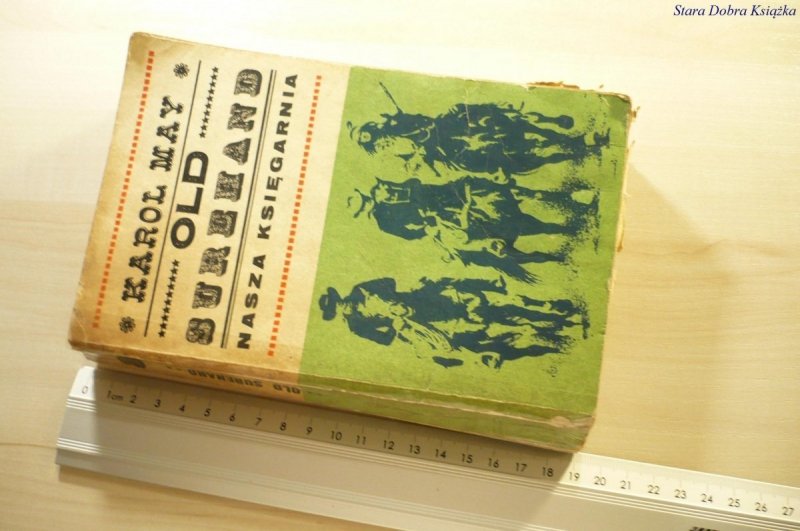 Stara Dobra Książka
KAROL MAY
OLD
SUREHAND
NASZA KSIĘGARNIA
OLD SUREHAND
0 1cm 2 3 4 5 6 7 8 9 10 11 12 13 14 15 16 17 18 19 20 21 22 23 24 25 26 27